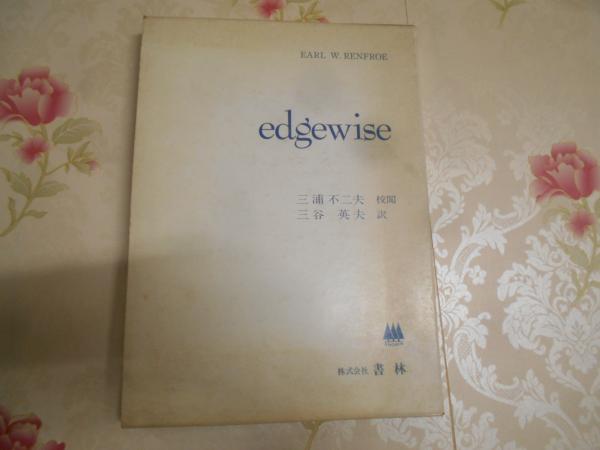 EARL W. RENFROE
edgewise
三浦不二夫 校閲
三谷 英夫 訳
株式会社 書林